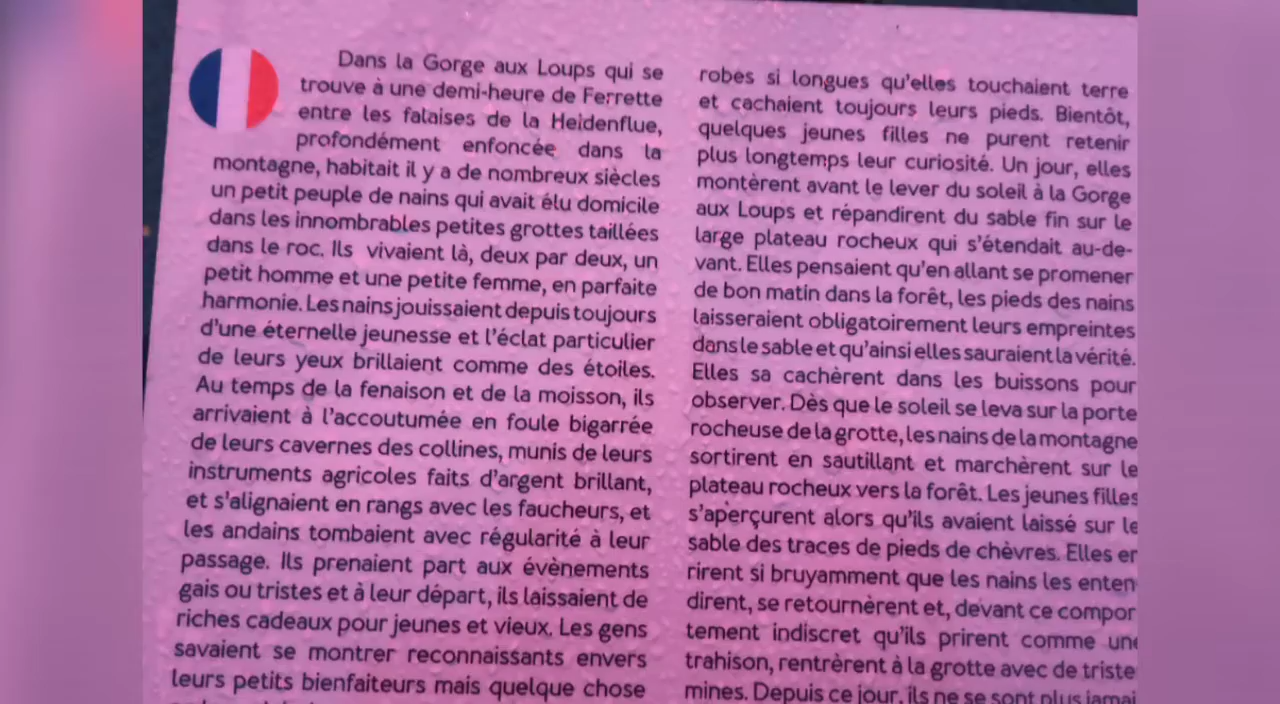 Dans la Gorge aux Loups qui se
trouve à une demi-heure de Ferrette
entre les falaises de la Heidenflue,
profondément enfoncée dans la
montagne, habitait il y a de nombreux siècles
un petit peuple de nains qui avait élu domicile
dans les innombrables petites grottes taillées
dans le roc. Ils vivaient là, deux par deux, un
petit homme et une petite femme, en parfaite
harmonie. Les nains jouissaient depuis toujours
d'une éternelle jeunesse et l'éclat particulier
de leurs yeux brillaient comme des étoiles.
Au temps de la fenaison et de la moisson, ils
arrivaient à l'accoutumée en foule bigarrée
de leurs cavernes des collines, munis de leurs
instruments agricoles faits d'argent brillant,
et s'alignaient en rangs avec les faucheurs, et
les andains tombaient avec régularité à leur
passage. Ils prenaient part aux évènements
gais ou tristes et à leur départ, ils laissaient de
riches cadeaux pour jeunes et vieux. Les gens
savaient se montrer reconnaissants envers
leurs petits bienfaiteurs mais quelque chose
robes si longues qu'elles touchaient terre
et cachaient toujours leurs pieds. Bientôt,
quelques jeunes filles ne purent retenir
plus longtemps leur curiosité. Un jour, elles
montèrent avant le lever du soleil à la Gorge
aux Loups et répandirent du sable fin sur le
large plateau rocheux qui s'étendait au-de-
vant. Elles pensaient qu'en allant se promener
de bon matin dans la forêt, les pieds des nains
laisseraient obligatoirement leurs empreintes
dans le sable et qu'ainsi elles sauraient la vérité.
Elles sa cachèrent dans les buissons pour
observer. Dès que le soleil se leva sur la porte
rocheuse de la grotte, les nains de la montagne
sortirent en sautillant et marchèrent sur le
plateau rocheux vers la forêt. Les jeunes filles
s'aperçurent alors qu'ils avaient laissé sur le
sable des traces de pieds de chèvres. Elles en
rirent si bruyamment que les nains les enten
dirent, se retournèrent et, devant ce compor
tement indiscret qu'ils prirent comme une
trahison, rentrèrent à la grotte avec de triste
mines. Depuis ce jour, ils ne se sont plus jamai